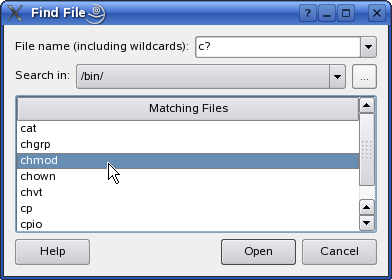 Find File
File name (including wildcards): c?
Search in: /bin/ ...
Matching Files
cat
chgrp
chmod
chown
chvt
cp
cpio
Help Open Cancel